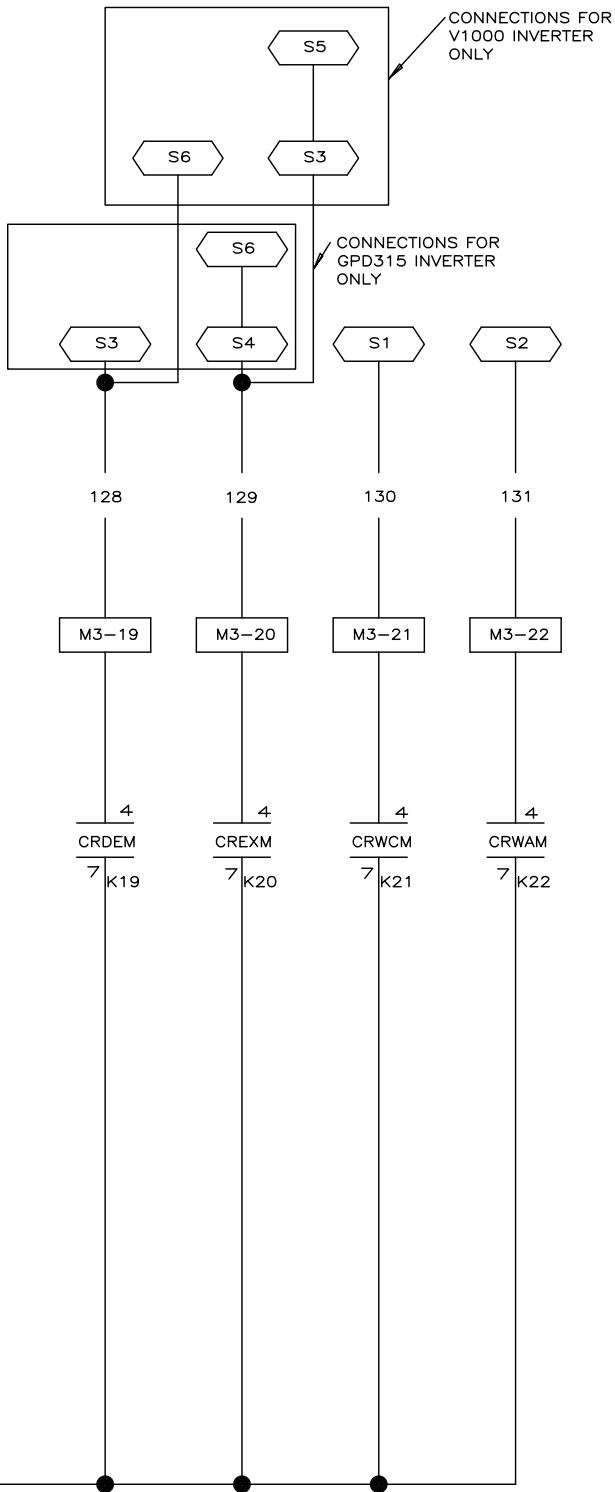 CONNECTIONS FOR
V1000 INVERTER
ONLY
S5
S6 S3
CONNECTIONS FOR
GPD315 INVERTER
ONLY
S6
S3 S4 S1 S2
128 129 130 131
M3-19 M3-20 M3-21 M3-22
4 4 4 4
CRDEM CREXM CRWCM CRWAM
7 K19 7 K20 7 K21 7 K22